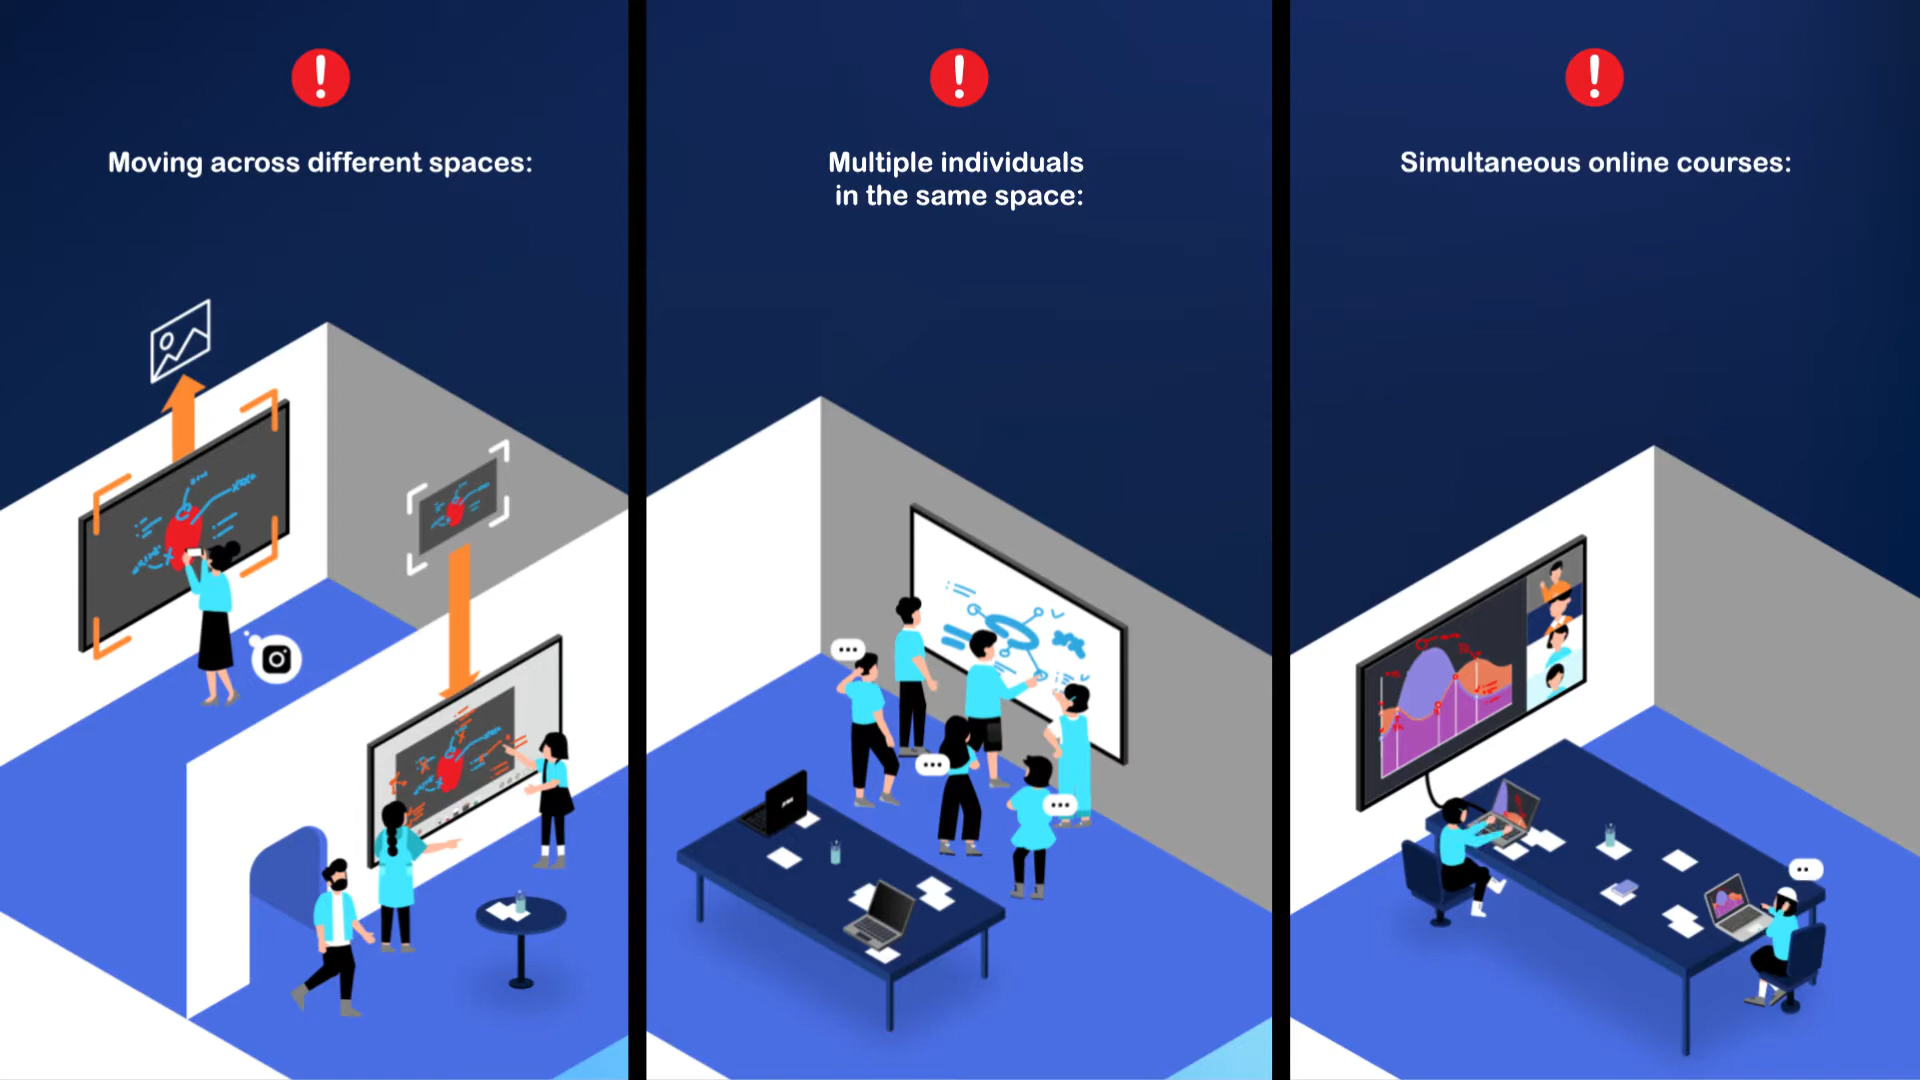 Moving across different spaces:
Multiple individuals
in the same space:
Simultaneous online courses: